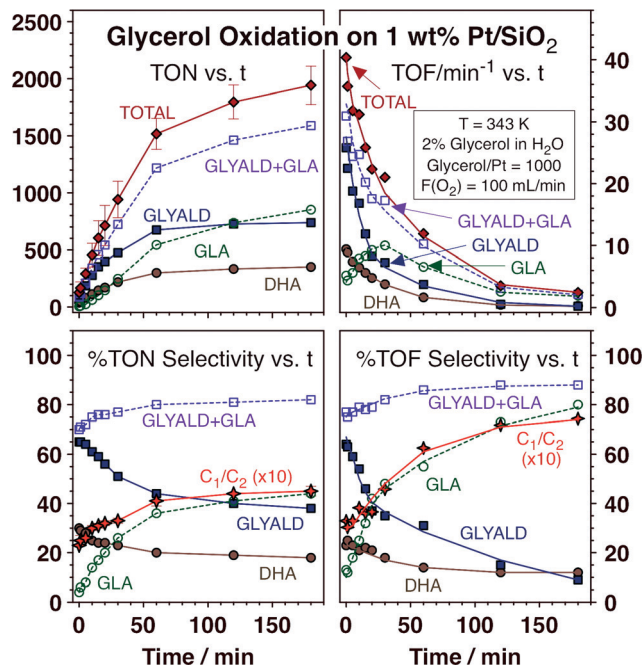 Glycerol Oxidation on 1 wt% Pt/SiO₂
TON vs. t
2500
2000
1500
1000
500
0
TOTAL
GLYALD+GLA
GLYALD
GLA
DHA
TOF/min⁻¹ vs. t
40
30
20
10
0
TOTAL
T = 343 K
2% Glycerol in H₂O
Glycerol/Pt = 1000
F(O₂) = 100 mL/min
GLYALD+GLA
GLYALD
GLA
DHA
%TON Selectivity vs. t
100
80
60
40
20
0
GLYALD+GLA
C₁/C₂ (x10)
GLYALD
GLA
DHA
0 50 100 150
Time / min
%TOF Selectivity vs. t
100
80
60
40
20
0
GLYALD+GLA
C₁/C₂
(x10)
GLA
GLYALD
DHA
0 50 100 150
Time / min